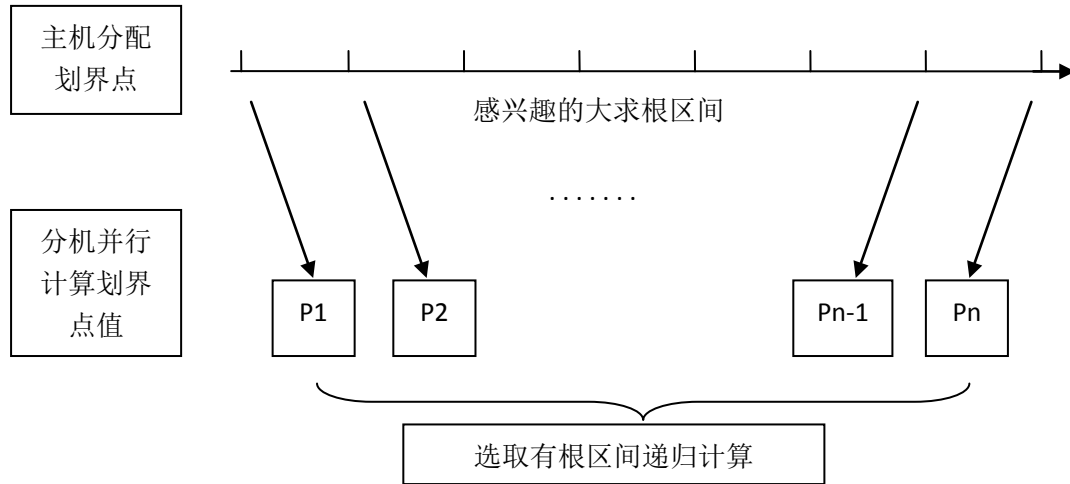 主机分配
划界点
感兴趣的大求根区间
.......
分机并行
计算划界
点值
P1
P2
Pn-1
Pn
选取有根区间递归计算